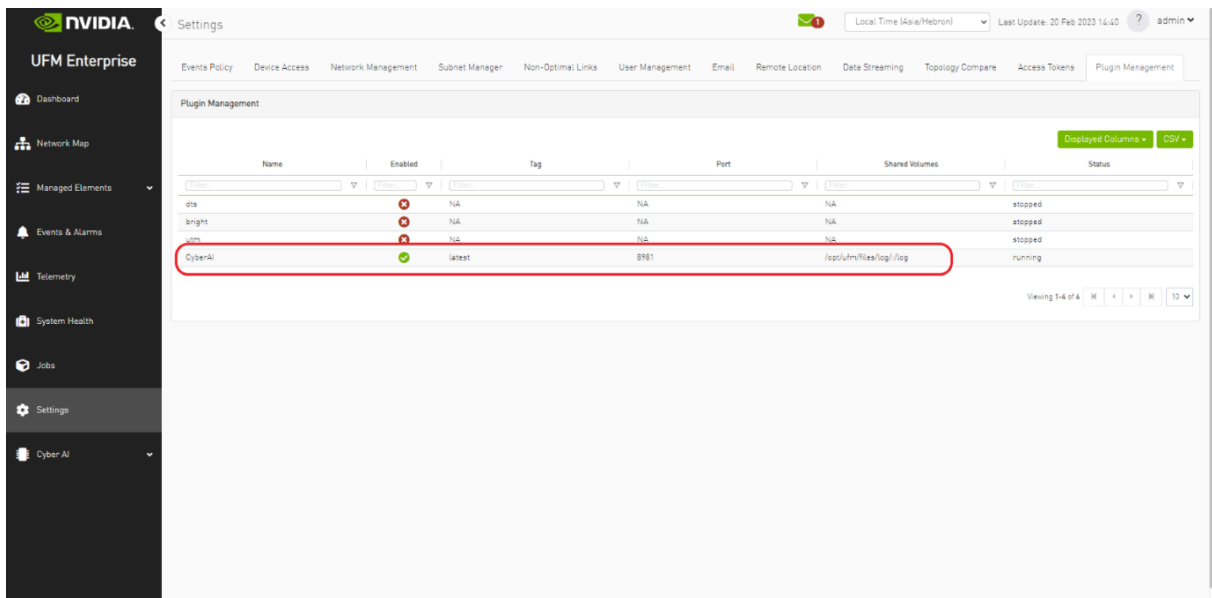 NVIDIA.
Settings
1
Local Time (Asia/Hebron)
Last Update: 20 Feb 2023 14:40
?
admin
UFM Enterprise
Events Policy
Device Access
Network Management
Subnet Manager
Non-Optimal Links
User Management
Email
Remote Location
Data Streaming
Topology Compare
Access Tokens
Plugin Management
Dashboard
Network Map
Managed Elements
Events & Alarms
Telemetry
System Health
Jobs
Settings
Cyber AI
Plugin Management
Displayed Columns
CSV
Name Enabled Tag Port Shared Volumes Status
Filter... Filter... Filter... Filter... Filter... Filter...
dts NA NA NA stopped
bright NA NA NA stopped
utm NA NA NA stopped
CyberAI latest 8981 /opt/ufm/files/log/:/log running
Viewing 1-4 of 4
10